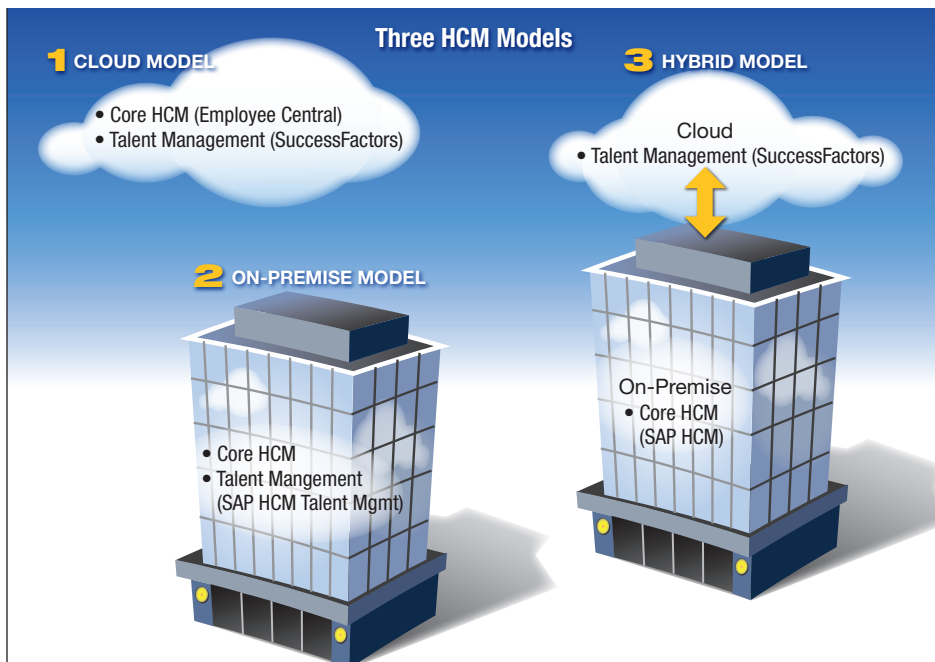 Three HCM Models
1 CLOUD MODEL
• Core HCM (Employee Central)
• Talent Management (SuccessFactors)
2 ON-PREMISE MODEL
• Core HCM
• Talent Mangement
(SAP HCM Talent Mgmt)
3 HYBRID MODEL
Cloud
• Talent Management (SuccessFactors)
On-Premise
• Core HCM
(SAP HCM)